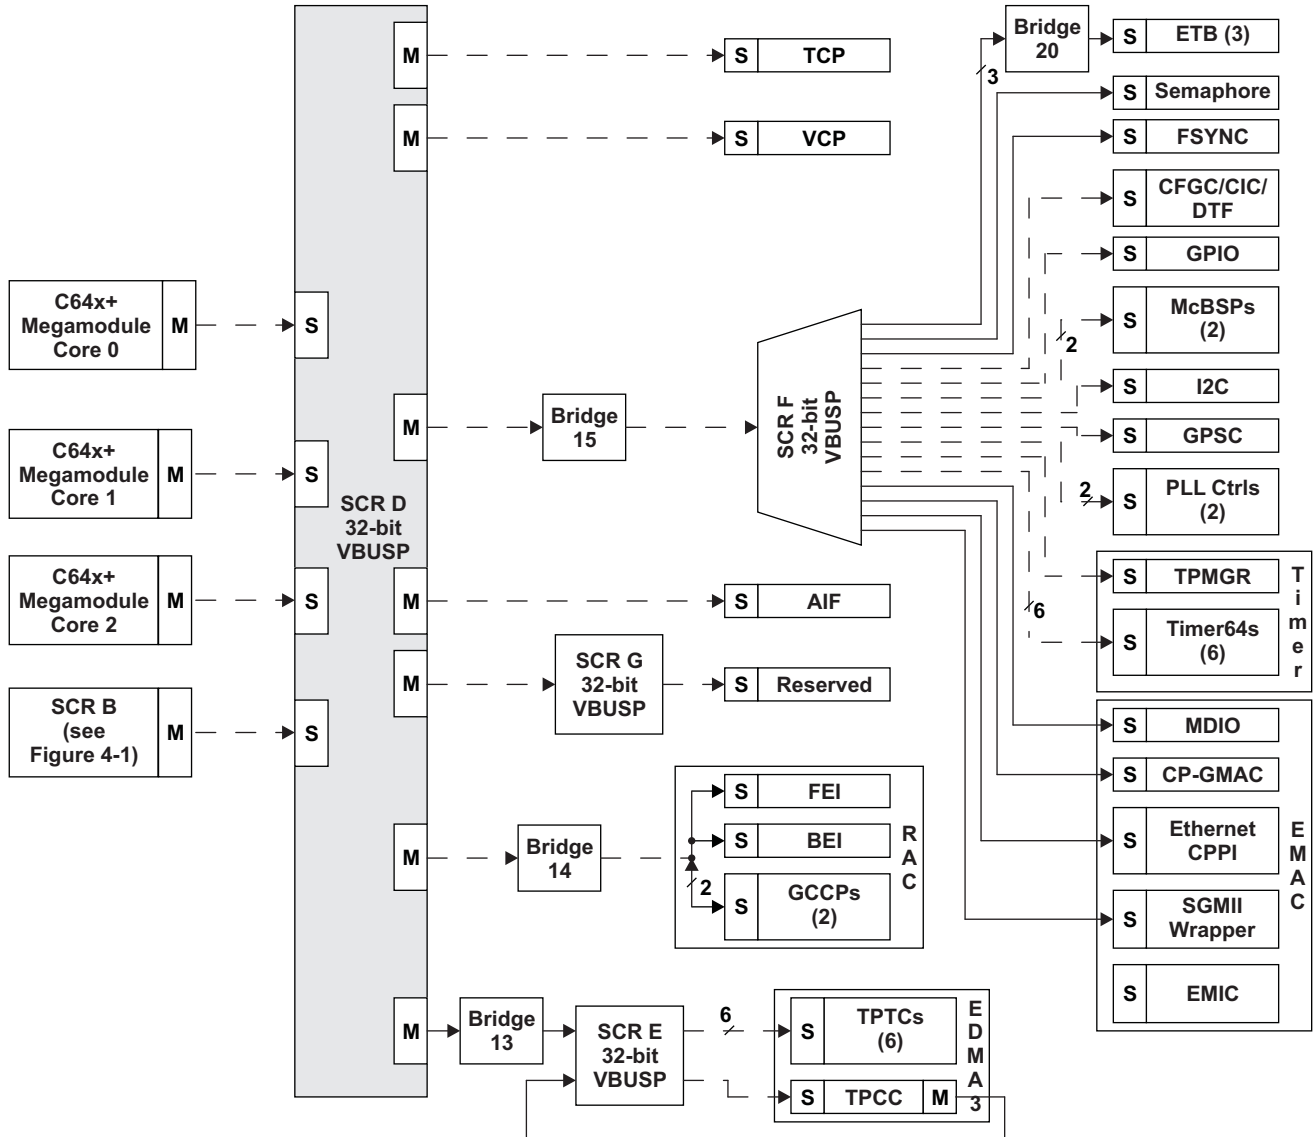 C64x+
Megamodule
Core 0
M
C64x+
Megamodule
Core 1
M
C64x+
Megamodule
Core 2
M
SCR B
(see
Figure 4-1)
M
S
S
S
S
SCR D
32-bit
VBUSP
M
M
M
M
M
M
M
S TCP
S VCP
Bridge
15
S AIF
SCR G
32-bit
VBUSP
S Reserved
Bridge
14
2
S FEI
S BEI
S GCCPs
(2)
RAC
Bridge
13
SCR E
32-bit
VBUSP
6
S TPTCs
(6)
S TPCC M
EDMA3
SCR F
32-bit
VBUSP
3
Bridge
20
S ETB (3)
S Semaphore
S FSYNC
S CFGC/CIC/
DTF
S GPIO
2
S McBSPs
(2)
S I2C
S GPSC
2
S PLL Ctrls
(2)
S TPMGR
6
S Timer64s
(6)
Timer
S MDIO
S CP-GMAC
S Ethernet
CPPI
S SGMII
Wrapper
S EMIC
EMAC